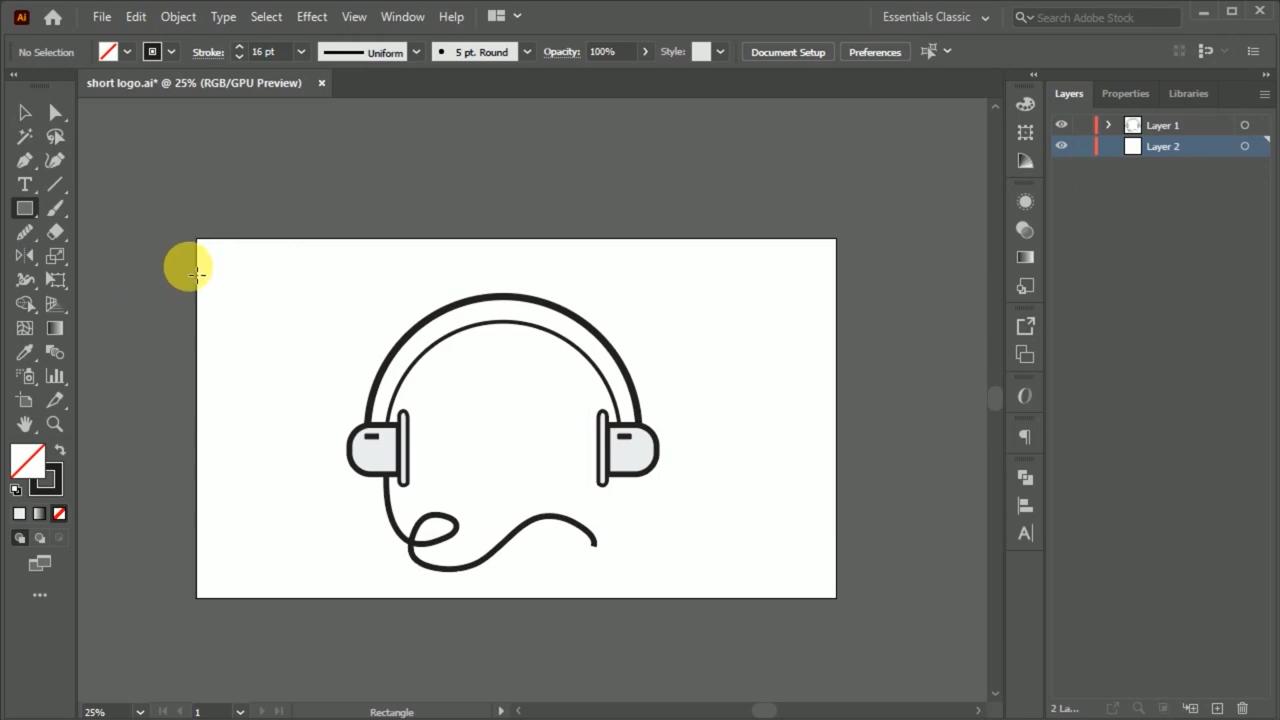 Ai File Edit Object Type Select Effect View Window Help Essentials Classic Search Adobe Stock
No Selection Stroke: 16 pt Uniform 5 pt. Round Opacity: 100% Style: Document Setup Preferences
short logo.ai* @ 25% (RGB/GPU Preview) ×
Layers Properties Libraries
Layer 1
Layer 2
25% 1 Rectangle 2 La...